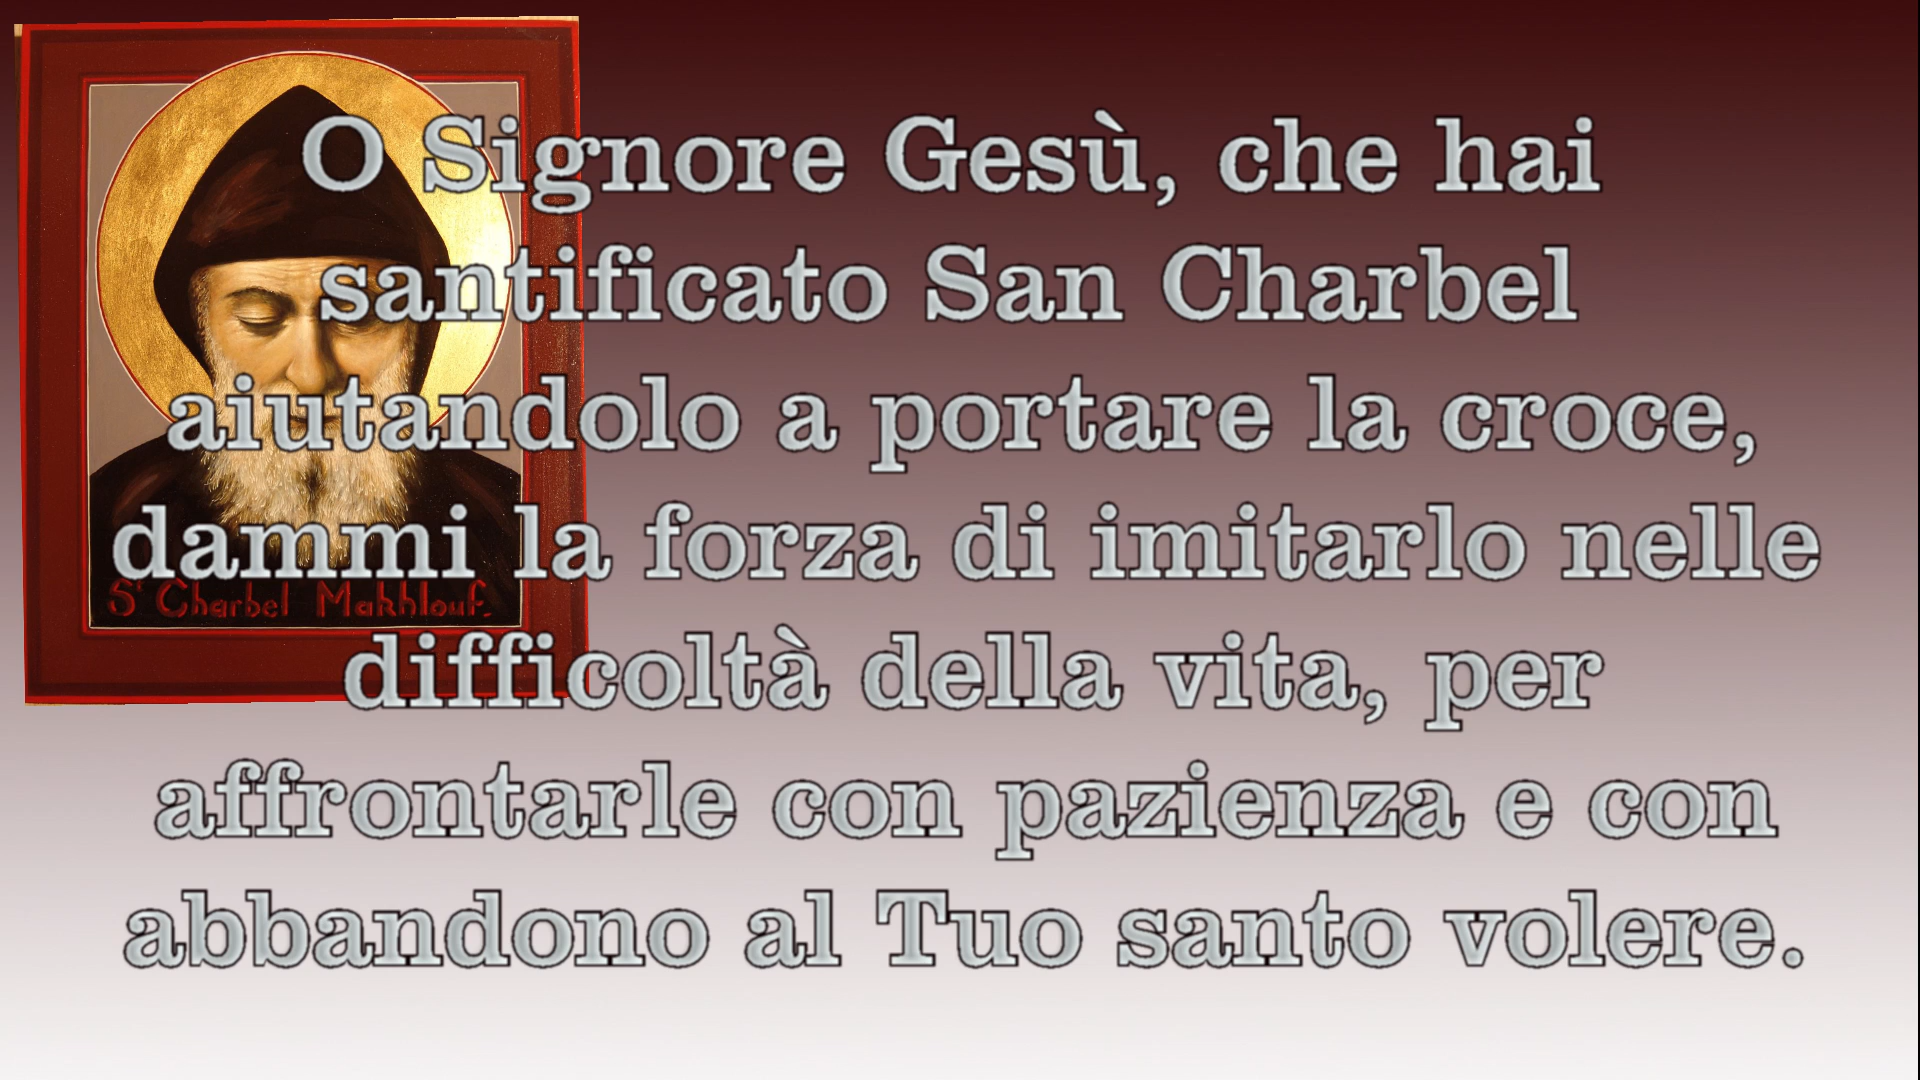 O Signore Gesù, che hai
santificato San Charbel
aiutandolo a portare la croce,
dammi la forza di imitarlo nelle
difficoltà della vita, per
affrontarle con pazienza e con
abbandono al Tuo santo volere.
St Charbel Makhlouf.